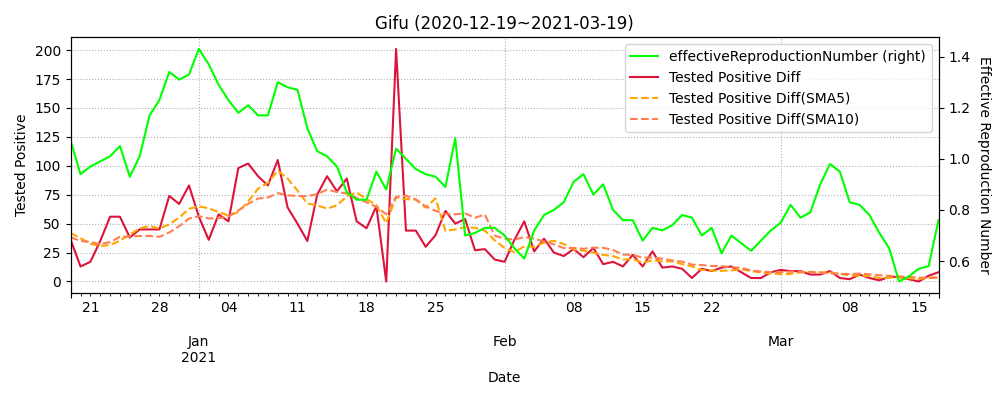 Gifu (2020-12-19~2021-03-19)
effectiveReproductionNumber (right)
Tested Positive Diff
Tested Positive Diff(SMA5)
Tested Positive Diff(SMA10)
Tested Positive
200
175
150
125
100
75
50
25
0
1.4
1.2
1.0
0.8
0.6
Effective Reproduction Number
21 28 04 11 18 25 08 15 22 08 15
Jan Feb Mar
2021
Date